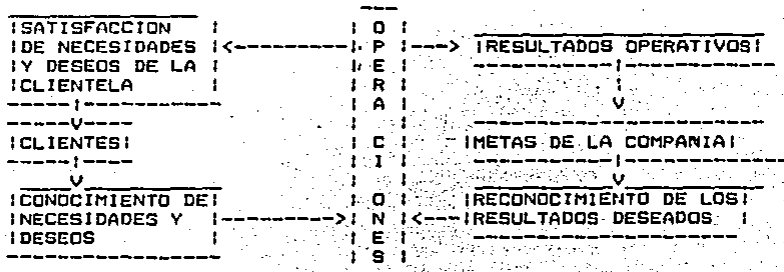 SATISFACCION
DE NECESIDADES
Y DESEOS DE LA
CLIENTELA
CLIENTES
CONOCIMIENTO DE
NECESIDADES Y
DESEOS
O
P
E
R
A
C
I
O
N
E
S
RESULTADOS OPERATIVOS
METAS DE LA COMPANIA
RECONOCIMIENTO DE LOS
RESULTADOS DESEADOS